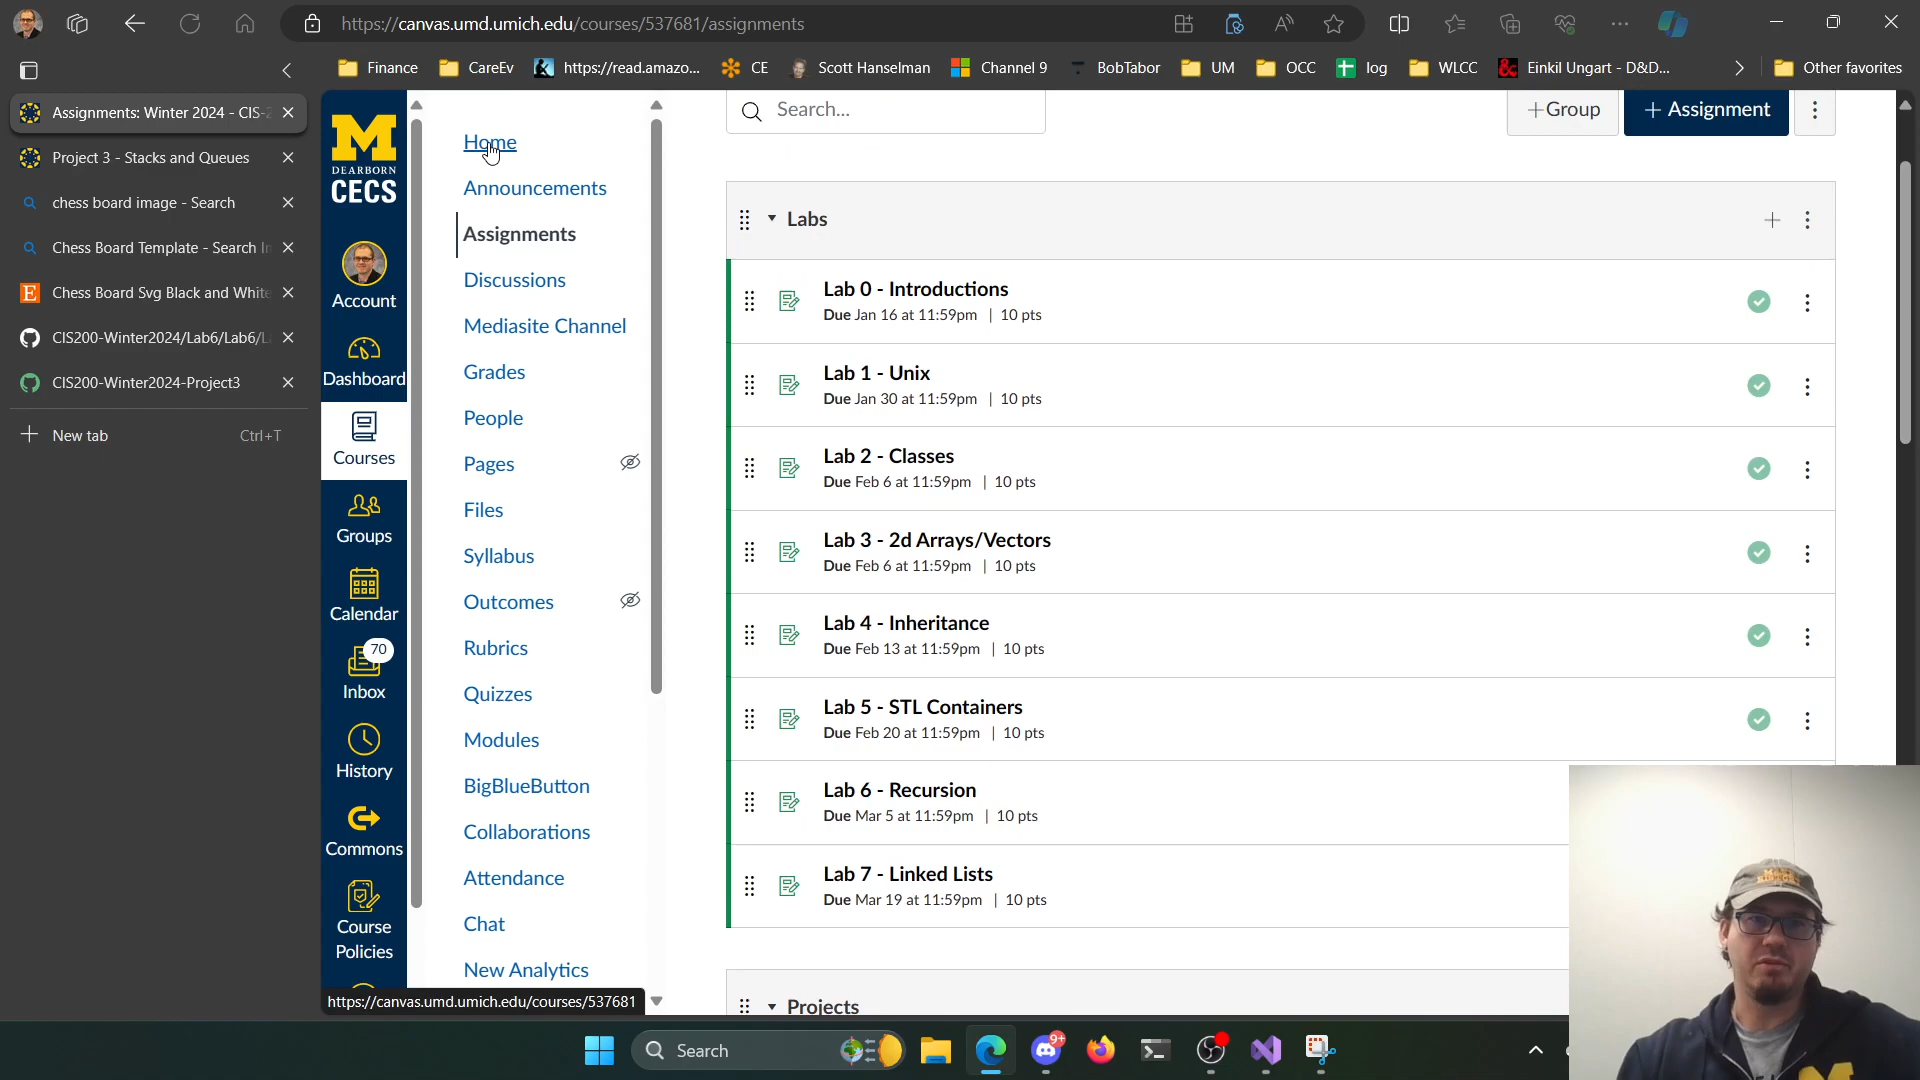 https://canvas.umd.umich.edu/courses/537681/assignments
Finance
CareEv
https://read.amazo...
CE
Scott Hanselman
Channel 9
BobTabor
UM
OCC
log
WLCC
Einkil Ungart - D&D...
Other favorites
Assignments: Winter 2024 - CIS-2
Project 3 - Stacks and Queues
chess board image - Search
Chess Board Template - Search In
Chess Board Svg Black and White
CIS200-Winter2024/Lab6/Lab6/L
CIS200-Winter2024-Project3
New tab
Ctrl+T
M
DEARBORN
CECS
Account
Dashboard
Courses
Groups
Calendar
70
Inbox
History
Commons
Course
Policies
Home
Announcements
Assignments
Discussions
Mediasite Channel
Grades
People
Pages
Files
Syllabus
Outcomes
Rubrics
Quizzes
Modules
BigBlueButton
Collaborations
Attendance
Chat
New Analytics
https://canvas.umd.umich.edu/courses/537681
Search...
+Group
+ Assignment
Labs
Lab 0 - Introductions
Due Jan 16 at 11:59pm | 10 pts
Lab 1 - Unix
Due Jan 30 at 11:59pm | 10 pts
Lab 2 - Classes
Due Feb 6 at 11:59pm | 10 pts
Lab 3 - 2d Arrays/Vectors
Due Feb 6 at 11:59pm | 10 pts
Lab 4 - Inheritance
Due Feb 13 at 11:59pm | 10 pts
Lab 5 - STL Containers
Due Feb 20 at 11:59pm | 10 pts
Lab 6 - Recursion
Due Mar 5 at 11:59pm | 10 pts
Lab 7 - Linked Lists
Due Mar 19 at 11:59pm | 10 pts
Projects
Search
9+